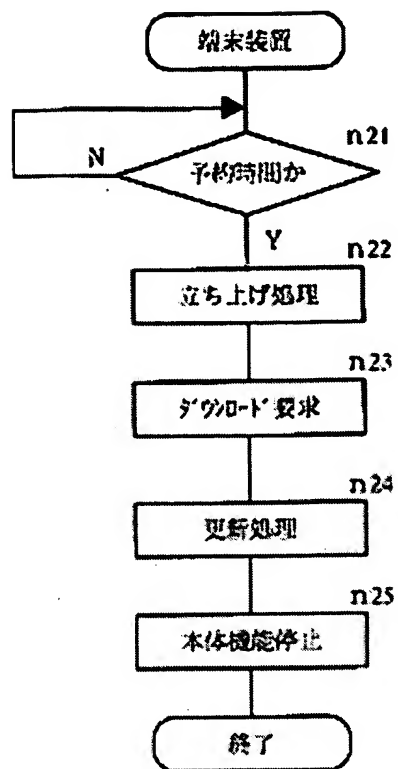 端末装置
n21
N
予約時間か
Y
n22
立ち上げ処理
n23
ﾀﾞｳﾝﾛｰﾄﾞ要求
n24
更新処理
n25
本体機能停止
終了